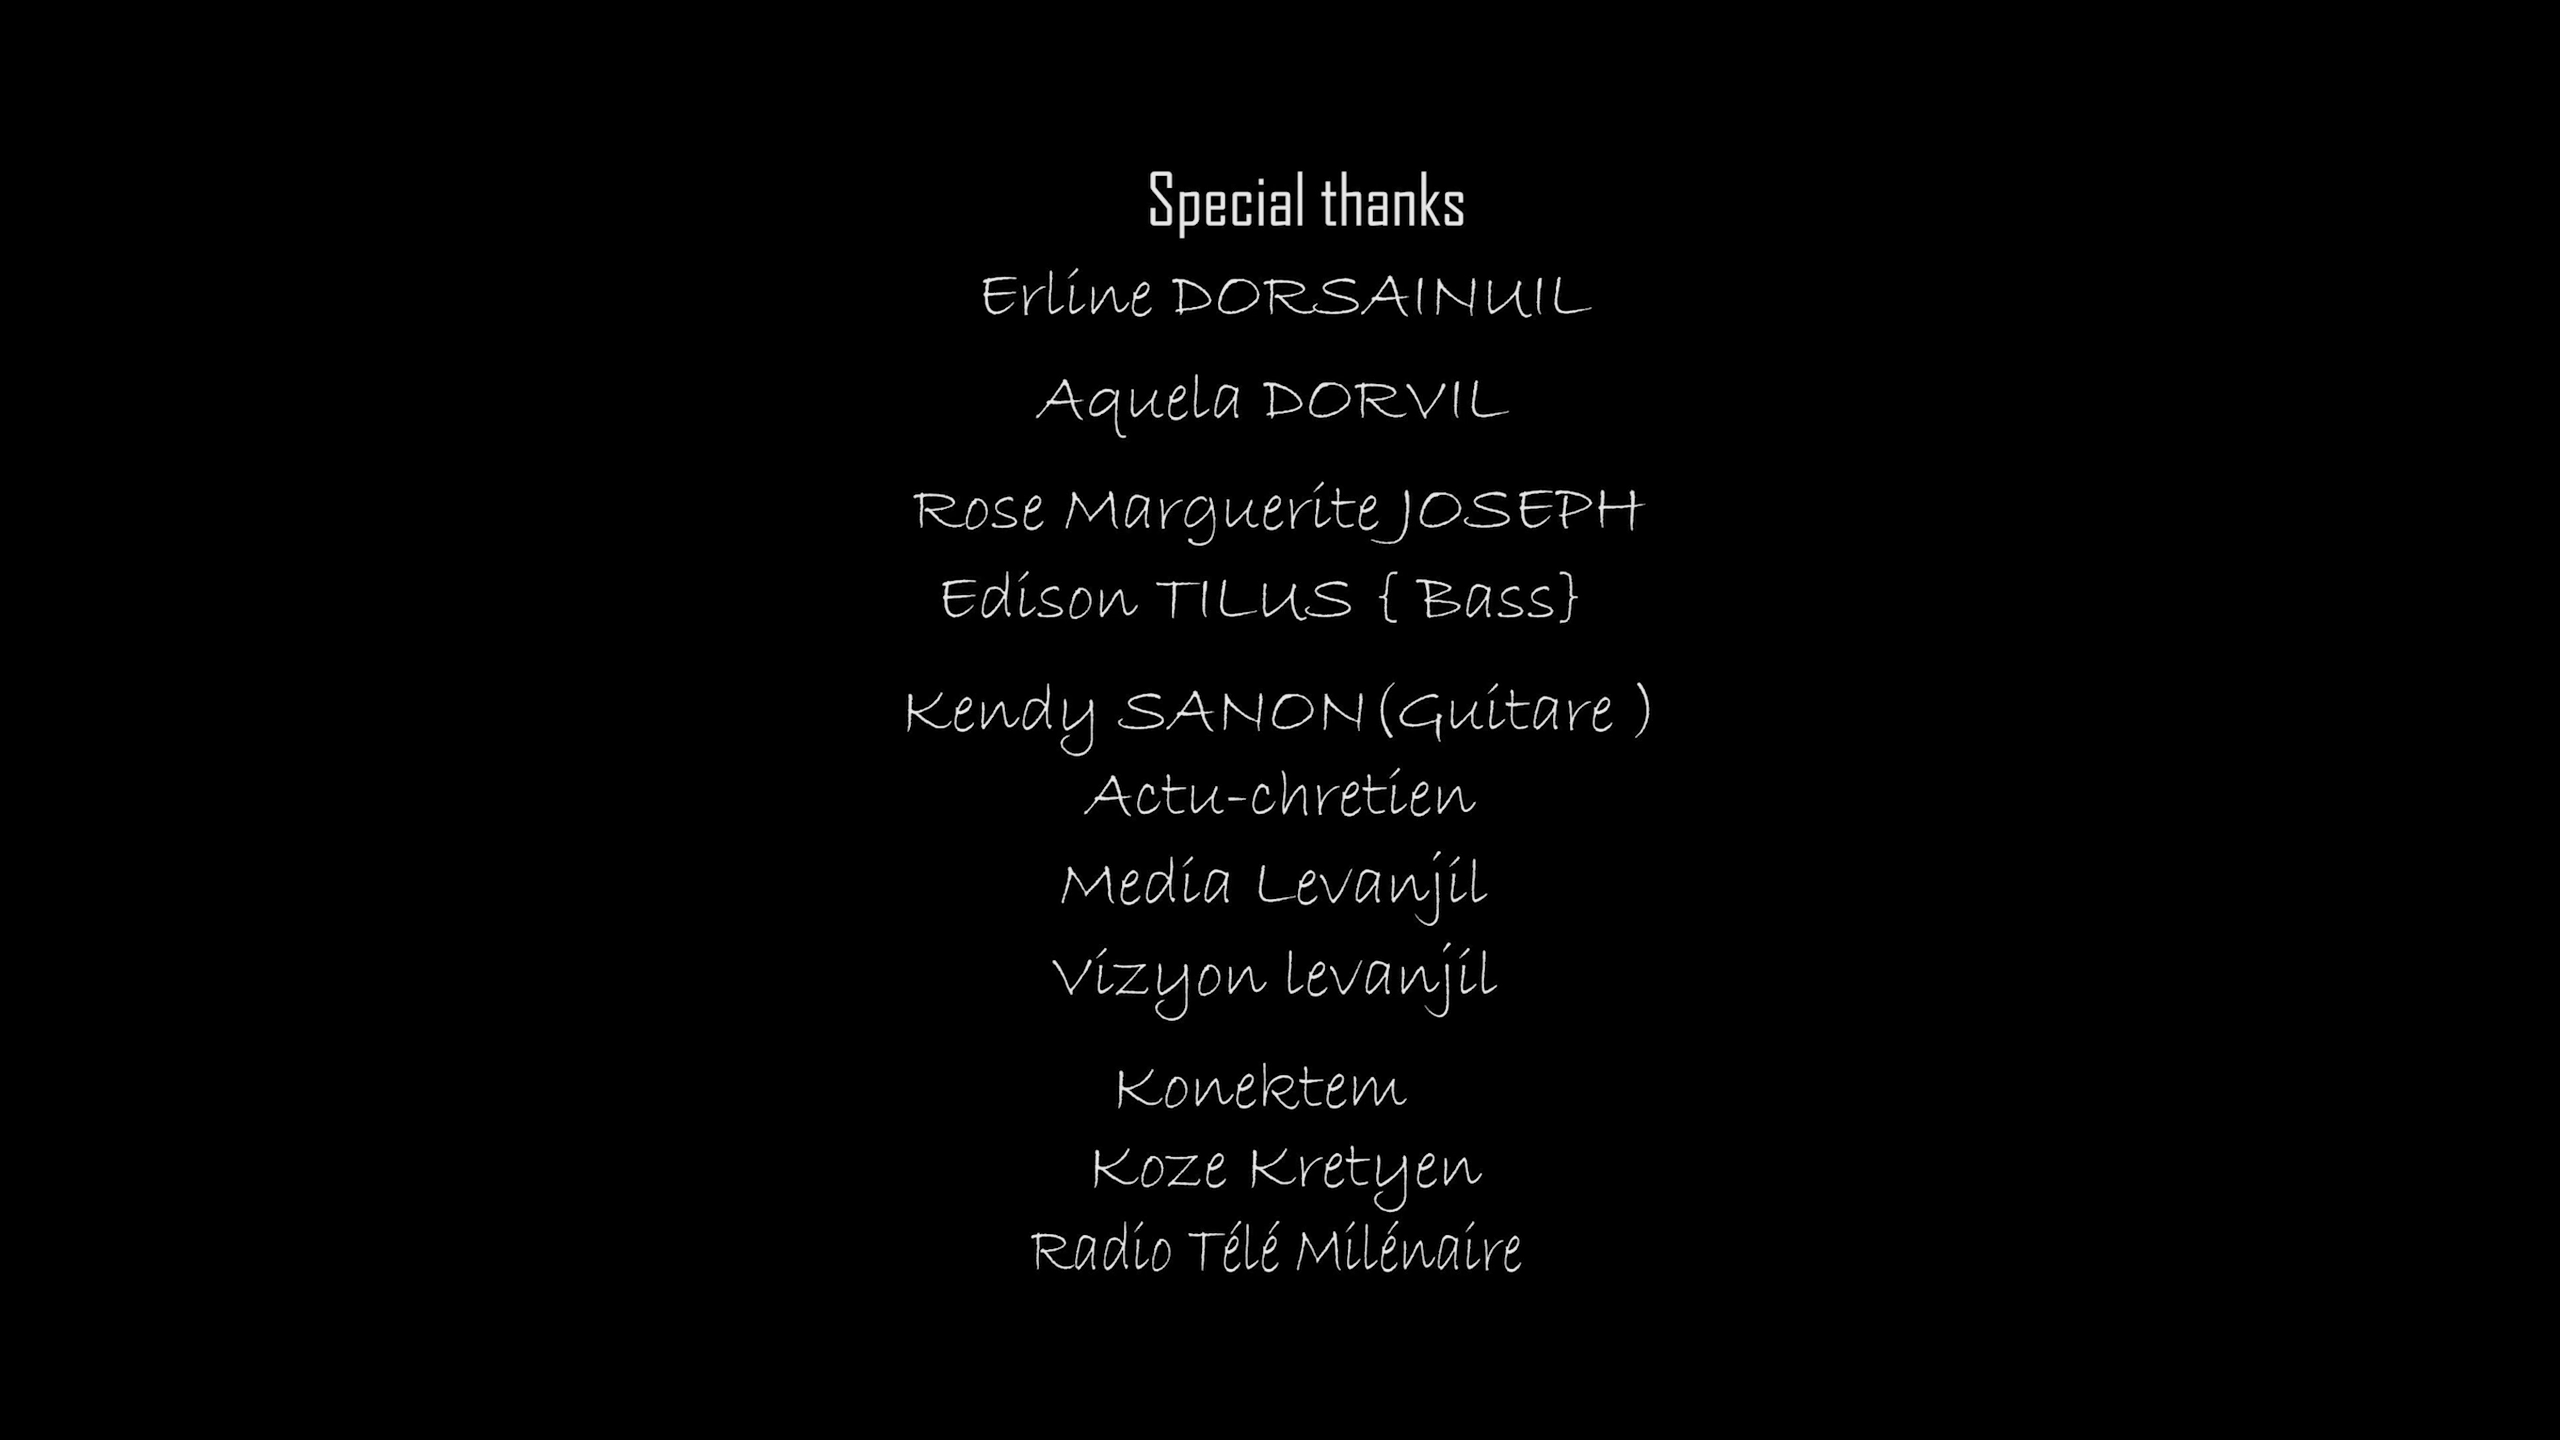 Special thanks
Erline DORSAINUIL
Aquela DORVIL
Rose Marguerite JOSEPH
Edison TILUS { Bass}
Kendy SANON(Guitare )
Actu-chretien
Media Levanjil
Vizyon levanjil
Konektem
Koze Kretyen
Radio Télé Milénaire